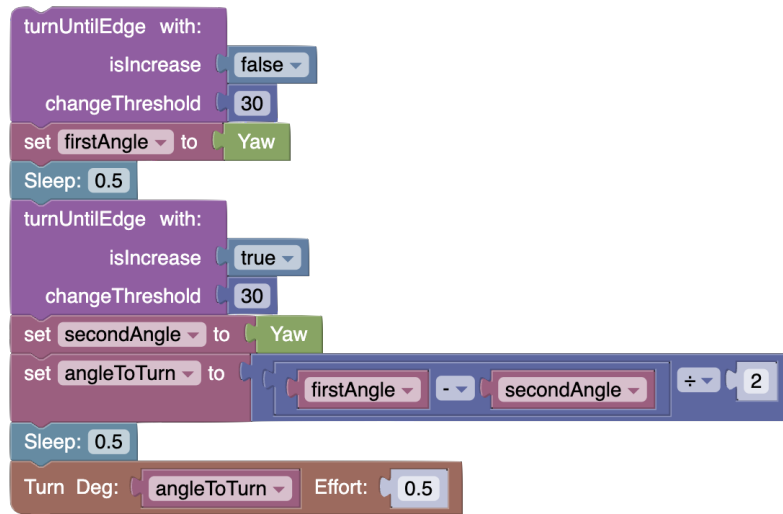 turnUntilEdge with:
isIncrease false
changeThreshold 30
set firstAngle to Yaw
Sleep: 0.5
turnUntilEdge with:
isIncrease true
changeThreshold 30
set secondAngle to Yaw
set angleToTurn to firstAngle - secondAngle ÷ 2
Sleep: 0.5
Turn Deg: angleToTurn Effort: 0.5